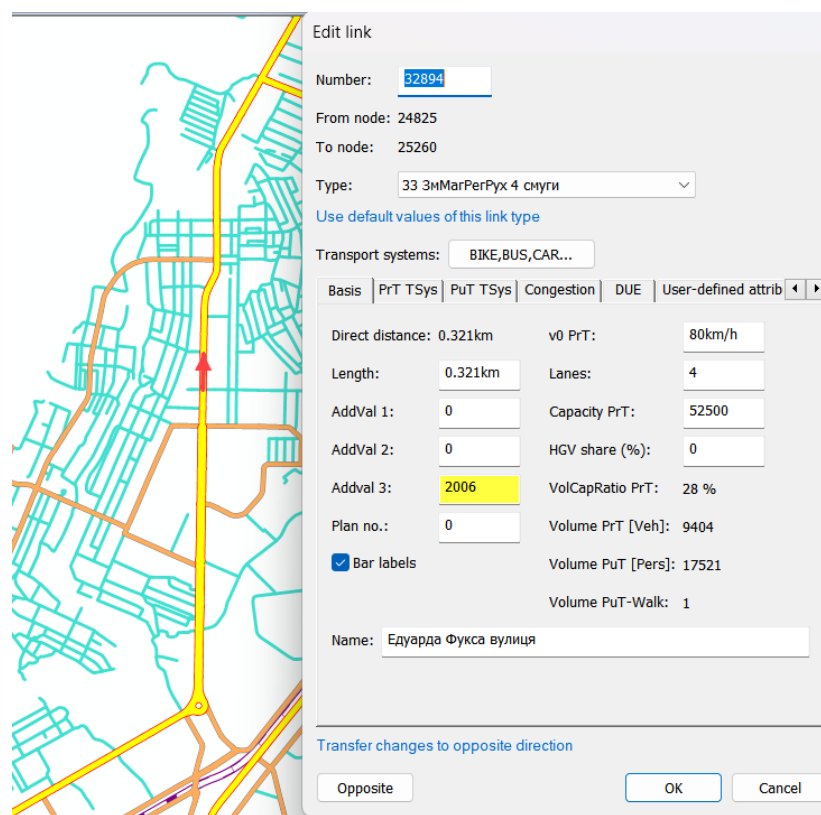 Edit link
Number: 32894
From node: 24825
To node: 25260
Type: 33 ЗмМагРегРух 4 смуги
Use default values of this link type
Transport systems: BIKE,BUS,CAR...
Basis PrT TSys PuT TSys Congestion DUE User-defined attrib
Direct distance: 0.321km v0 PrT: 80km/h
Length: 0.321km Lanes: 4
AddVal 1: 0 Capacity PrT: 52500
AddVal 2: 0 HGV share (%): 0
Addval 3: 2006 VolCapRatio PrT: 28 %
Plan no.: 0 Volume PrT [Veh]: 9404
Bar labels Volume PuT [Pers]: 17521
Volume PuT-Walk: 1
Name: Едуарда Фукса вулиця
Transfer changes to opposite direction
Opposite OK Cancel